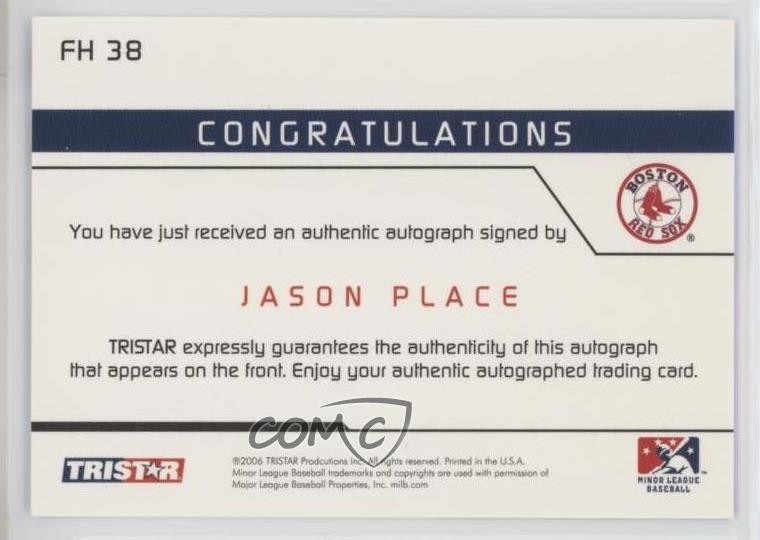 FH 38
CONGRATULATIONS
BOSTON
RED SOX
®
You have just received an authentic autograph signed by
JASON PLACE
TRISTAR expressly guarantees the authenticity of this autograph
that appears on the front. Enjoy your authentic autographed trading card.
COMC
TRISTAR
®2006 TRISTAR Prodcutions Inc. All rights reserved. Printed in the U.S.A.
Minor League Baseball trademarks and copyrights are used with permission of
Major League Baseball Properties, Inc. milb.com
MINOR LEAGUE
BASEBALL